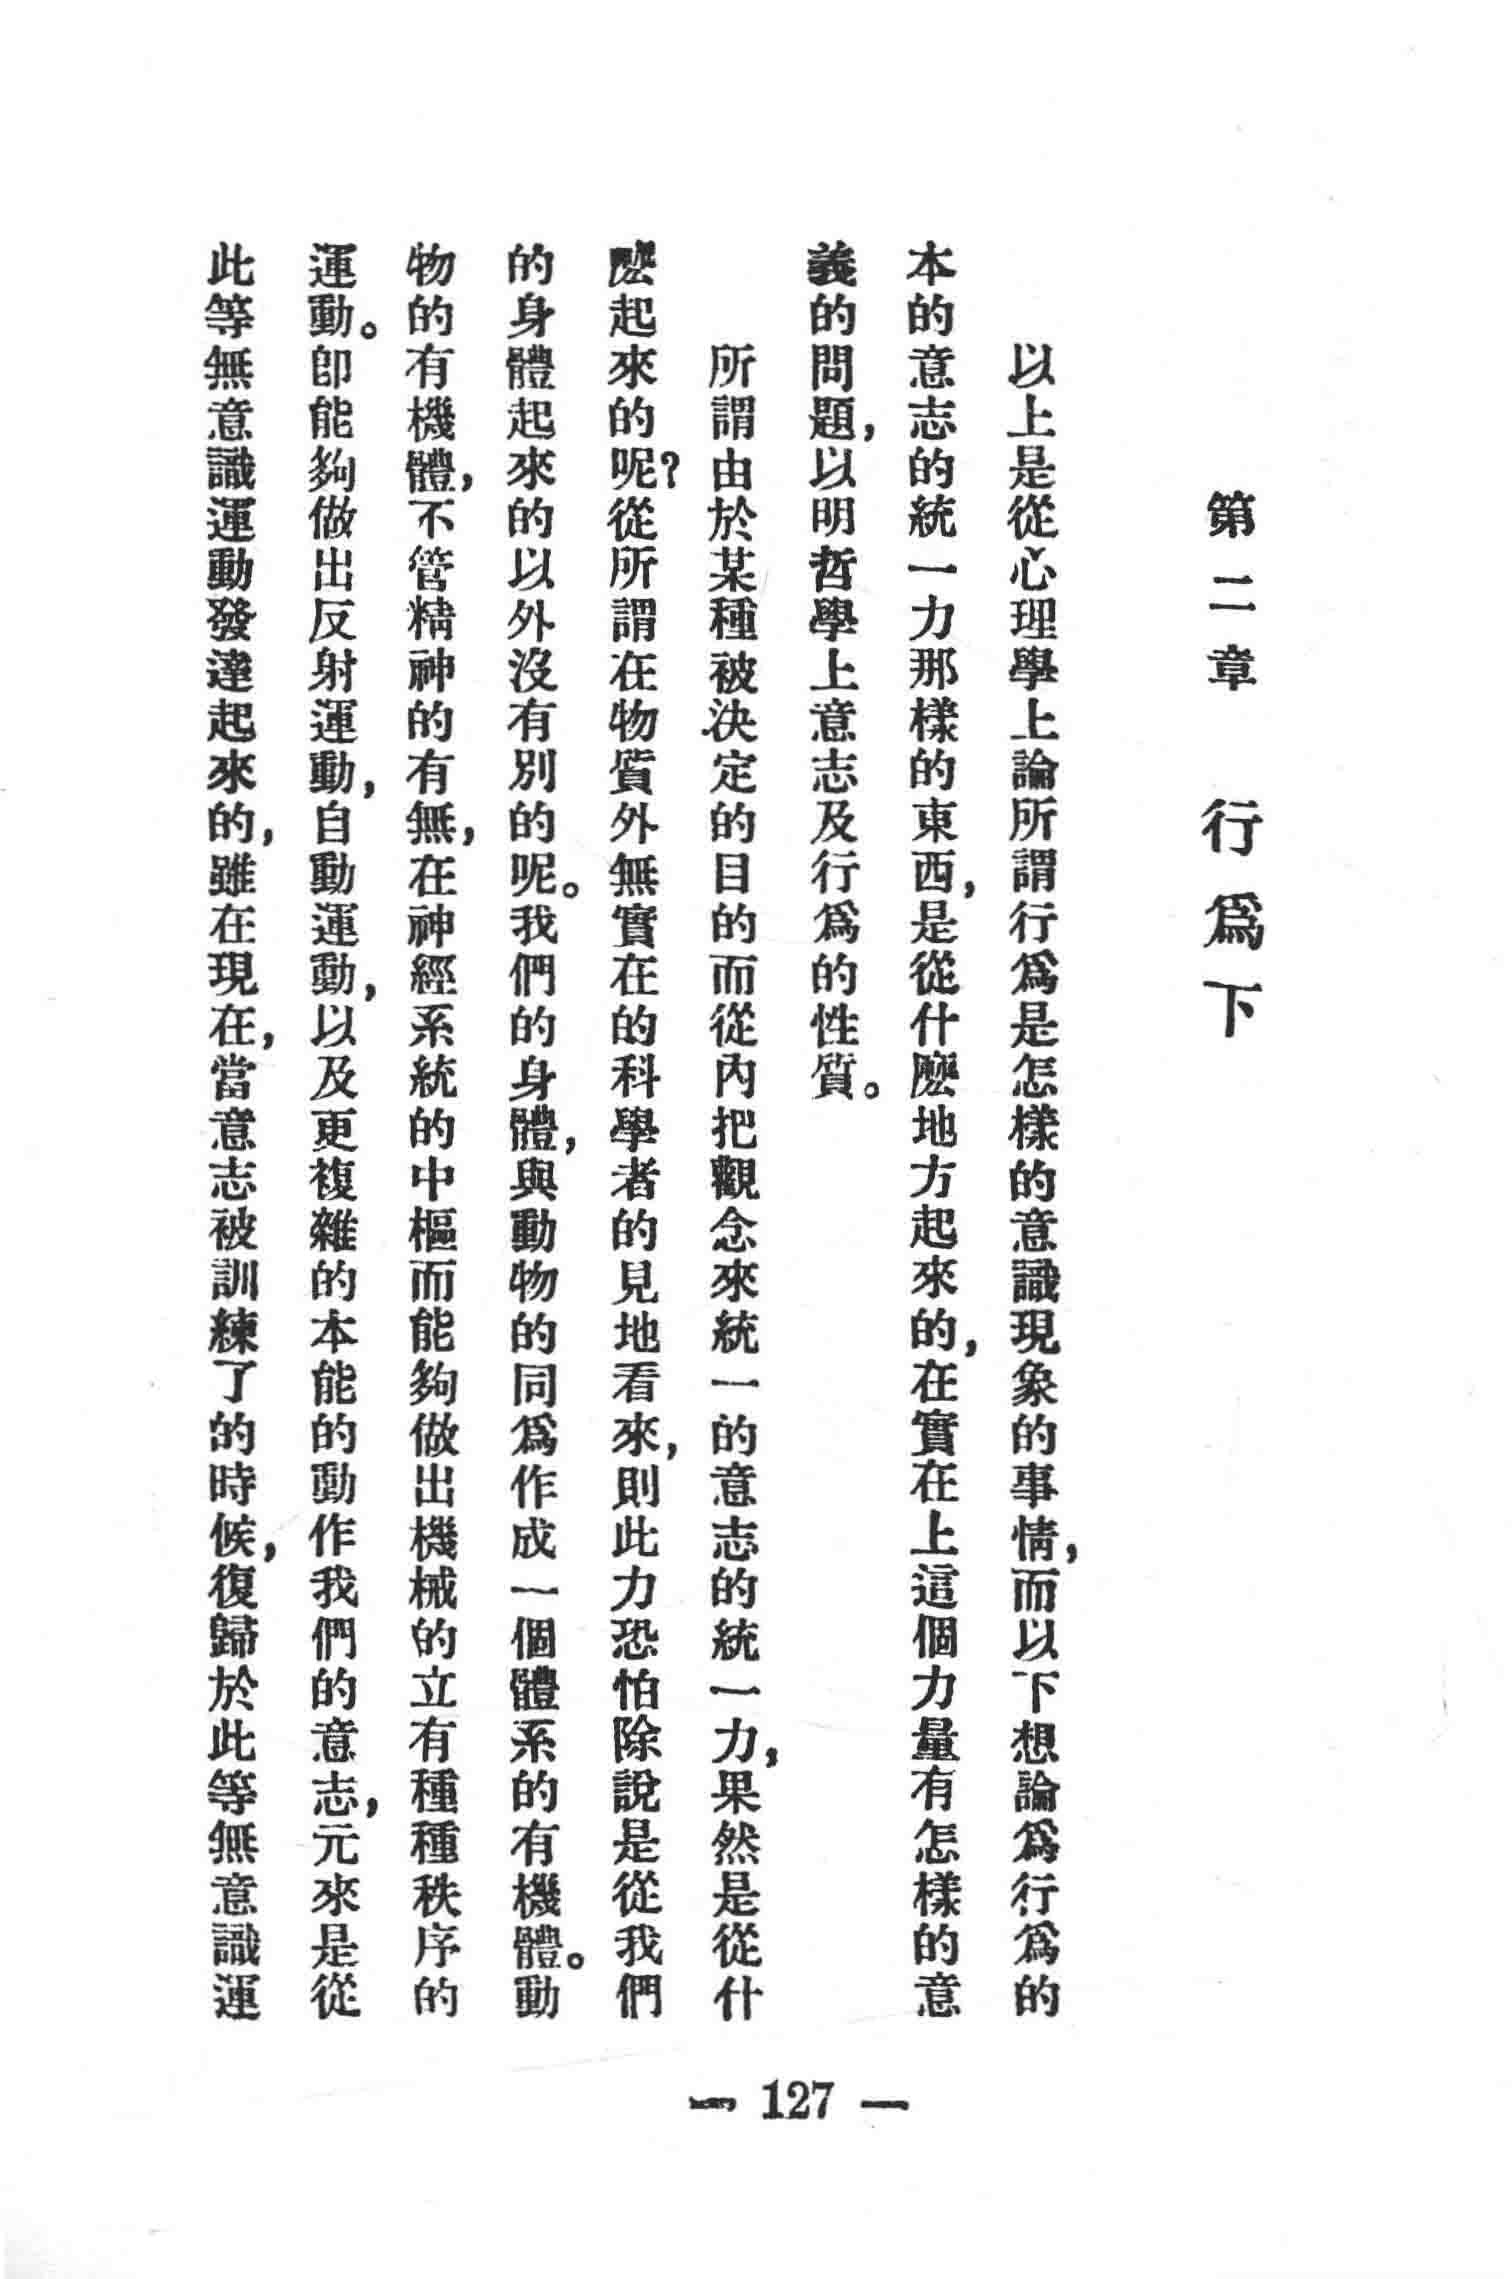 第二章　行爲下
以上是從心理學上論所謂行爲是怎樣的意識現象的事情，而以下想論爲行爲的
本的意志的統一力那樣的東西，是從什麽地方起來的，在實在上這個力量有怎樣的意
義的問題，以明哲學上意志及行爲的性質。
所謂由於某種被決定的目的而從內把觀念來統一的意志的統一力，果然是從什
麽起來的呢？從所謂在物質外無實在的科學者的見地看來，則此力恐怕除說是從我們
的身體起來的以外沒有別的呢。我們的身體，與動物的同爲作成一個體系的有機體。動
物的有機體，不管精神的有無，在神經系統的中樞而能夠做出機械的立有種種秩序的
運動。卽能夠做出反射運動，自動運動，以及更複雜的本能的動作我們的意志，元來是從
此等無意識運動發達起來的，雖在現在，當意志被訓練了的時候，復歸於此等無意識運
— 127 —